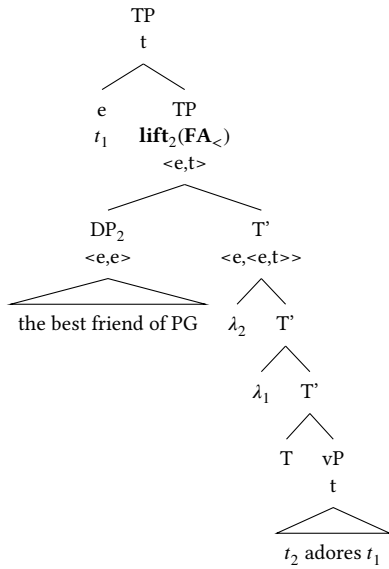 TP
t
e TP
t₁ lift₂(FA<)
<e,t>
DP₂ T’
<e,e> <e,<e,t>>
the best friend of PG λ₂ T’
λ₁ T’
T vP
t
t₂ adores t₁